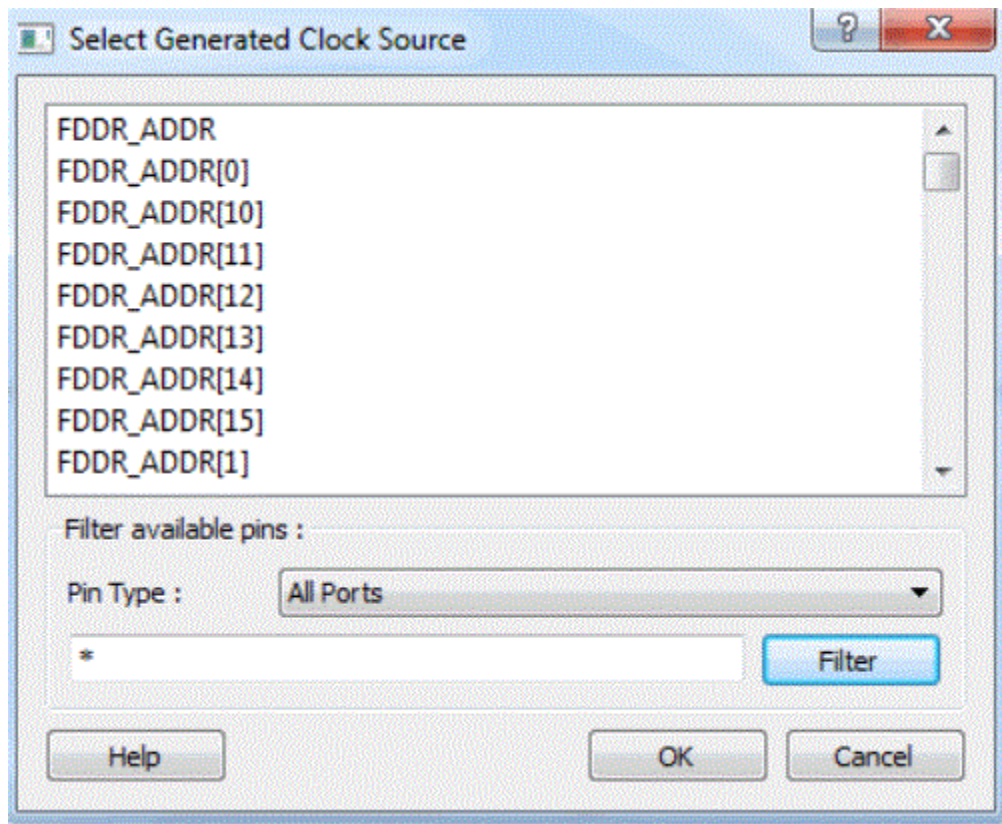 Select Generated Clock Source
FDDR_ADDR
FDDR_ADDR[0]
FDDR_ADDR[10]
FDDR_ADDR[11]
FDDR_ADDR[12]
FDDR_ADDR[13]
FDDR_ADDR[14]
FDDR_ADDR[15]
FDDR_ADDR[1]
Filter available pins :
Pin Type : All Ports
* Filter
Help OK Cancel